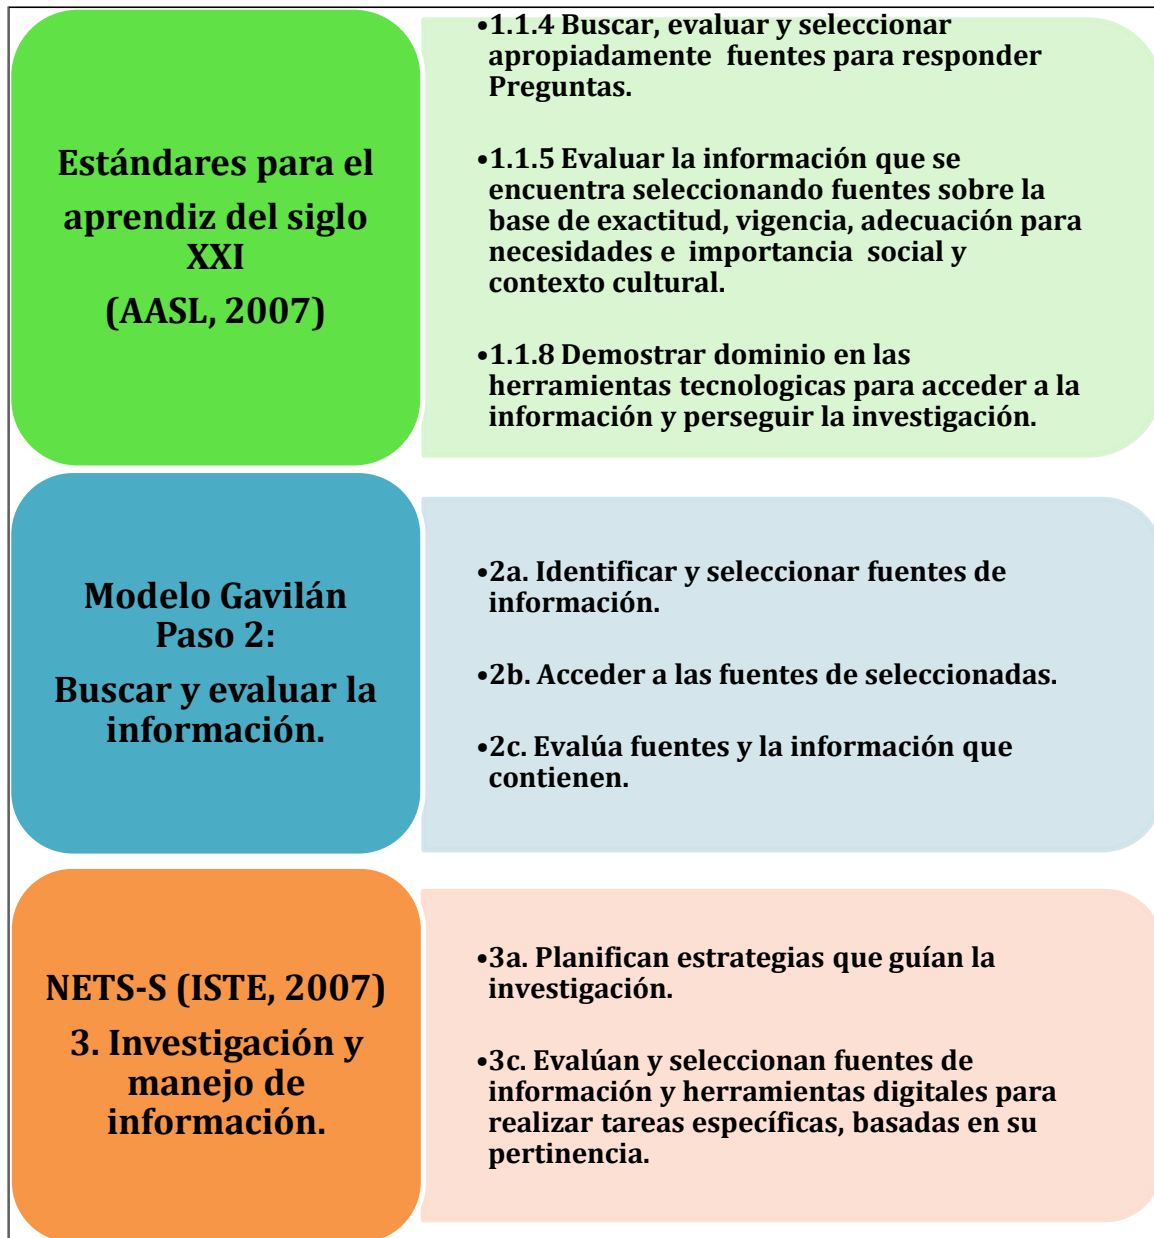 Estándares para el
aprendiz del siglo
XXI
(AASL, 2007)
•1.1.4 Buscar, evaluar y seleccionar
apropiadamente fuentes para responder
Preguntas.
•1.1.5 Evaluar la información que se
encuentra seleccionando fuentes sobre la
base de exactitud, vigencia, adecuación para
necesidades e importancia social y
contexto cultural.
•1.1.8 Demostrar dominio en las
herramientas tecnologicas para acceder a la
información y perseguir la investigación.
Modelo Gavilán
Paso 2:
Buscar y evaluar la
información.
•2a. Identificar y seleccionar fuentes de
información.
•2b. Acceder a las fuentes de seleccionadas.
•2c. Evalúa fuentes y la información que
contienen.
NETS-S (ISTE, 2007)
3. Investigación y
manejo de
información.
•3a. Planifican estrategias que guían la
investigación.
•3c. Evalúan y seleccionan fuentes de
información y herramientas digitales para
realizar tareas específicas, basadas en su
pertinencia.